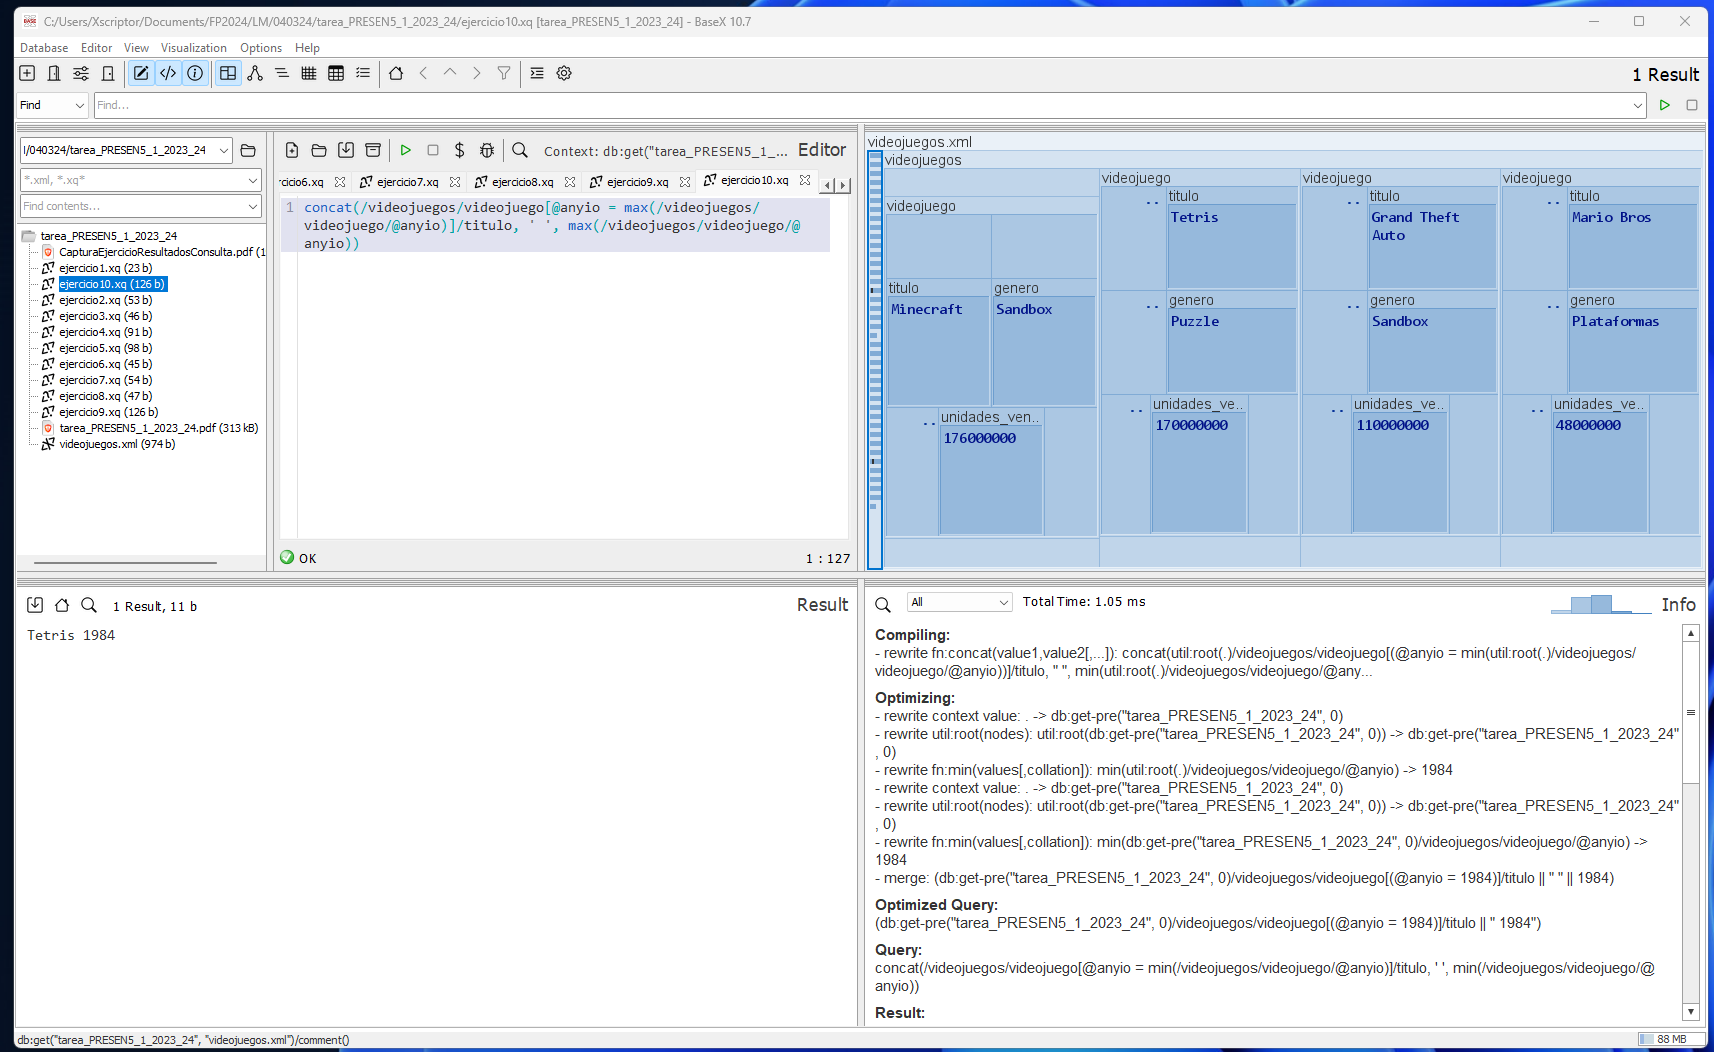 C:/Users/Xscriptor/Documents/FP2024/LM/040324/tarea_PRESEN5_1_2023_24/ejercicio10.xq [tarea_PRESEN5_1_2023_24] - BaseX 10.7
Database Editor View Visualization Options Help
1 Result
Find Find...
l/040324/tarea_PRESEN5_1_2023_24
*.xml, *.xq*
Find contents...
tarea_PRESEN5_1_2023_24
CapturaEjercicioResultadosConsulta.pdf (1
ejercicio1.xq (23 b)
ejercicio10.xq (126 b)
ejercicio2.xq (53 b)
ejercicio3.xq (46 b)
ejercicio4.xq (91 b)
ejercicio5.xq (98 b)
ejercicio6.xq (45 b)
ejercicio7.xq (54 b)
ejercicio8.xq (47 b)
ejercicio9.xq (126 b)
tarea_PRESEN5_1_2023_24.pdf (313 kB)
videojuegos.xml (974 b)
Context: db:get("tarea_PRESEN5_1_... Editor
rcicio6.xq ejercicio7.xq ejercicio8.xq ejercicio9.xq ejercicio10.xq
1 concat(/videojuegos/videojuego[@anyio = max(/videojuegos/
videojuego/@anyio)]/titulo, ' ', max(/videojuegos/videojuego/@
anyio))
OK 1 : 127
videojuegos.xml
videojuegos
videojuego
titulo
Minecraft
genero
Sandbox
.. unidades_ven..
176000000
videojuego
.. titulo
Tetris
.. genero
Puzzle
.. unidades_ve..
170000000
videojuego
.. titulo
Grand Theft
Auto
.. genero
Sandbox
.. unidades_ve..
110000000
videojuego
.. titulo
Mario Bros
.. genero
Plataformas
.. unidades_ve..
48000000
1 Result, 11 b Result
Tetris 1984
All Total Time: 1.05 ms Info
Compiling:
- rewrite fn:concat(value1,value2[,...]): concat(util:root(.)/videojuegos/videojuego[(@anyio = min(util:root(.)/videojuegos/
videojuego/@anyio))]/titulo, " ", min(util:root(.)/videojuegos/videojuego/@any...
Optimizing:
- rewrite context value: . -> db:get-pre("tarea_PRESEN5_1_2023_24", 0)
- rewrite util:root(nodes): util:root(db:get-pre("tarea_PRESEN5_1_2023_24", 0)) -> db:get-pre("tarea_PRESEN5_1_2023_24"
, 0)
- rewrite fn:min(values[,collation]): min(util:root(.)/videojuegos/videojuego/@anyio) -> 1984
- rewrite context value: . -> db:get-pre("tarea_PRESEN5_1_2023_24", 0)
- rewrite util:root(nodes): util:root(db:get-pre("tarea_PRESEN5_1_2023_24", 0)) -> db:get-pre("tarea_PRESEN5_1_2023_24"
, 0)
- rewrite fn:min(values[,collation]): min(db:get-pre("tarea_PRESEN5_1_2023_24", 0)/videojuegos/videojuego/@anyio) ->
1984
- merge: (db:get-pre("tarea_PRESEN5_1_2023_24", 0)/videojuegos/videojuego[(@anyio = 1984)]/titulo || " " || 1984)
Optimized Query:
(db:get-pre("tarea_PRESEN5_1_2023_24", 0)/videojuegos/videojuego[(@anyio = 1984)]/titulo || " 1984")
Query:
concat(/videojuegos/videojuego[@anyio = min(/videojuegos/videojuego/@anyio)]/titulo, ' ', min(/videojuegos/videojuego/@
anyio))
Result:
db:get("tarea_PRESEN5_1_2023_24", "videojuegos.xml")/comment() 88 MB